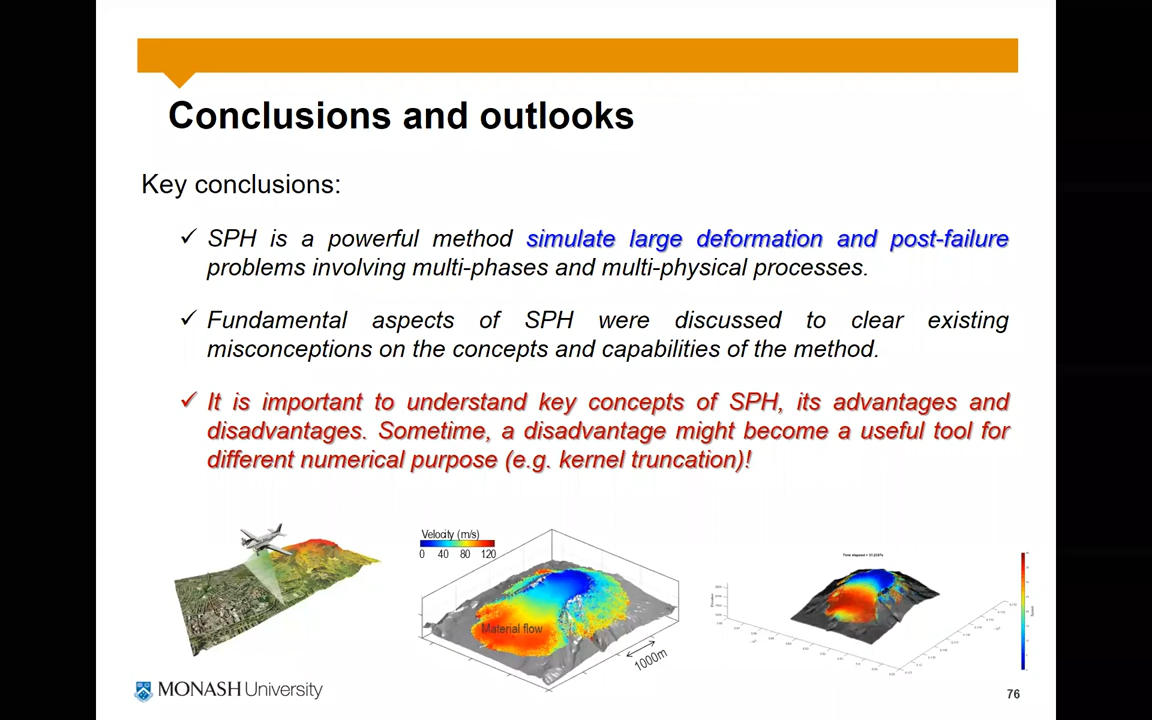 Conclusions and outlooks
Key conclusions:
✓ SPH is a powerful method simulate large deformation and post-failure
problems involving multi-phases and multi-physical processes.
✓ Fundamental aspects of SPH were discussed to clear existing
misconceptions on the concepts and capabilities of the method.
✓ It is important to understand key concepts of SPH, its advantages and
disadvantages. Sometime, a disadvantage might become a useful tool for
different numerical purpose (e.g. kernel truncation)!
Velocity (m/s)
0 40 80 120
Material flow
1000m
MONASH University
76